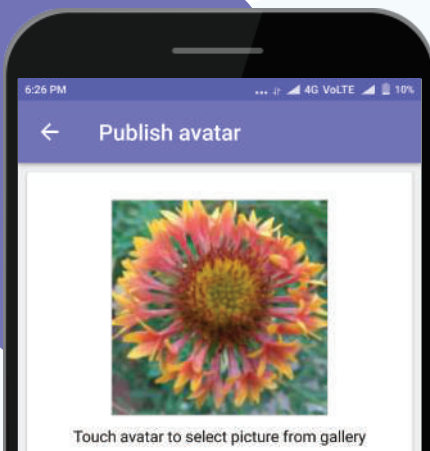 6:26 PM ... 4G VoLTE 10%
Publish avatar
Touch avatar to select picture from gallery